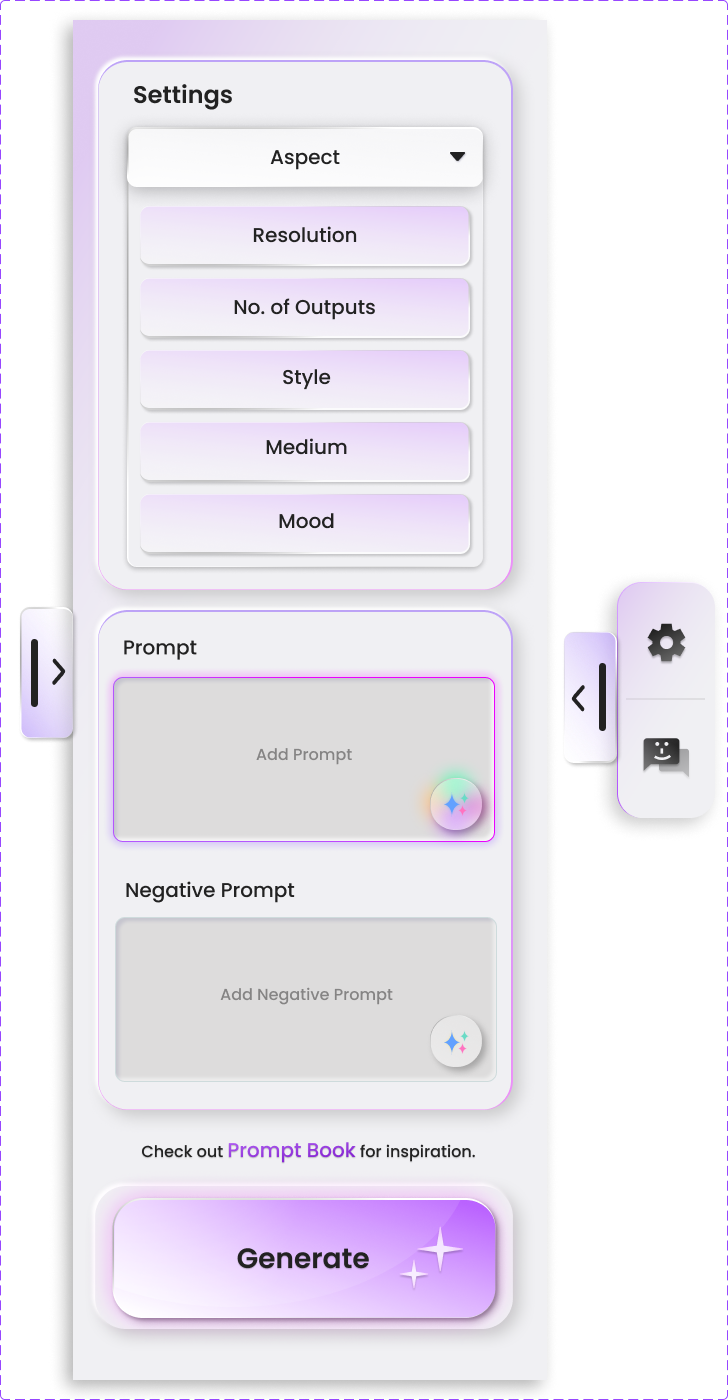 Settings
Aspect
Resolution
No. of Outputs
Style
Medium
Mood
Prompt
Add Prompt
Negative Prompt
Add Negative Prompt
Check out Prompt Book for inspiration.
Generate